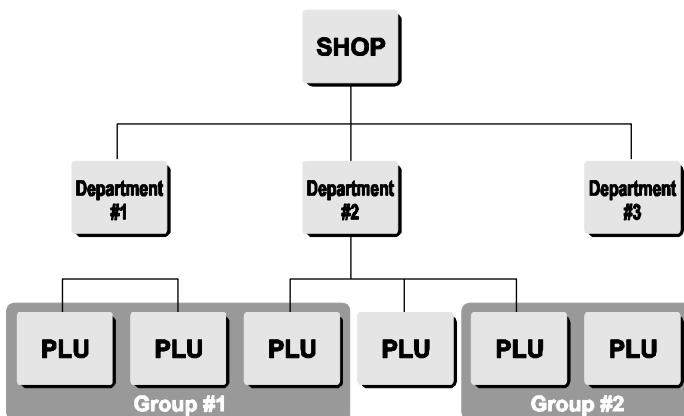 SHOP
Department
#1
Department
#2
Department
#3
PLU
PLU
PLU
PLU
PLU
PLU
Group #1
Group #2